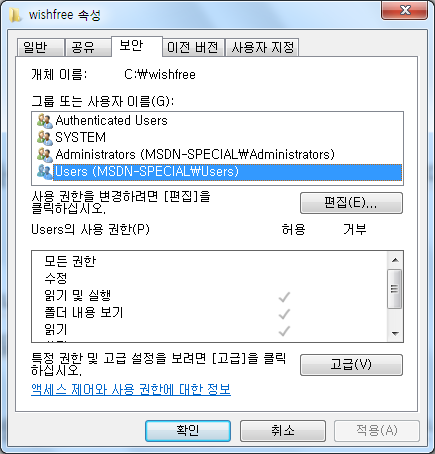 wishfree 속성
일반 공유 보안 이전 버전 사용자 지정
개체 이름: C:\wishfree
그룹 또는 사용자 이름(G):
Authenticated Users
SYSTEM
Administrators (MSDN-SPECIAL\Administrators)
Users (MSDN-SPECIAL\Users)
사용 권한을 변경하려면 [편집]을
클릭하십시오.
편집(E)...
Users의 사용 권한(P) 허용 거부
모든 권한
수정
읽기 및 실행
폴더 내용 보기
읽기
특정 권한 및 고급 설정을 보려면 [고급]을 클릭
하십시오.
고급(V)
액세스 제어와 사용 권한에 대한 정보
확인 취소 적용(A)